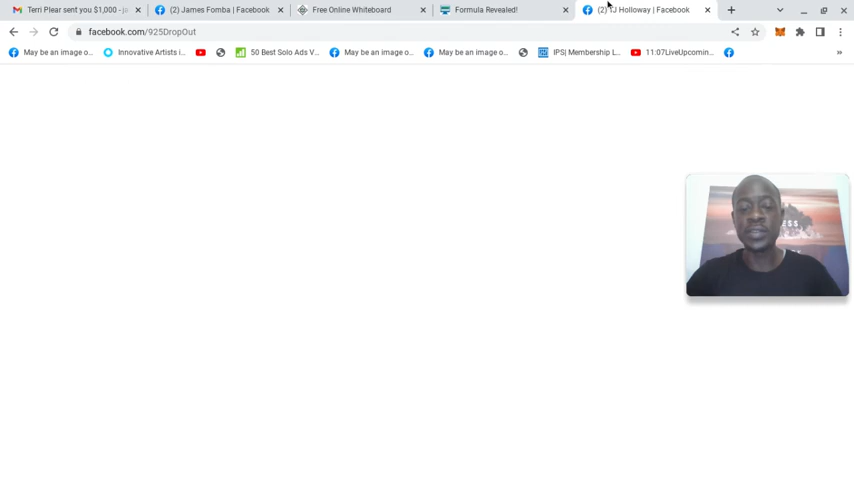 Terri Plear sent you $1,000 - ja
(2) James Fomba | Facebook
Free Online Whiteboard
Formula Revealed!
(2) TJ Holloway | Facebook
facebook.com/925DropOut
May be an image o...
Innovative Artists i...
50 Best Solo Ads V...
May be an image o...
May be an image o...
IPS| Membership L...
11:07LiveUpcomin...
»
ESS